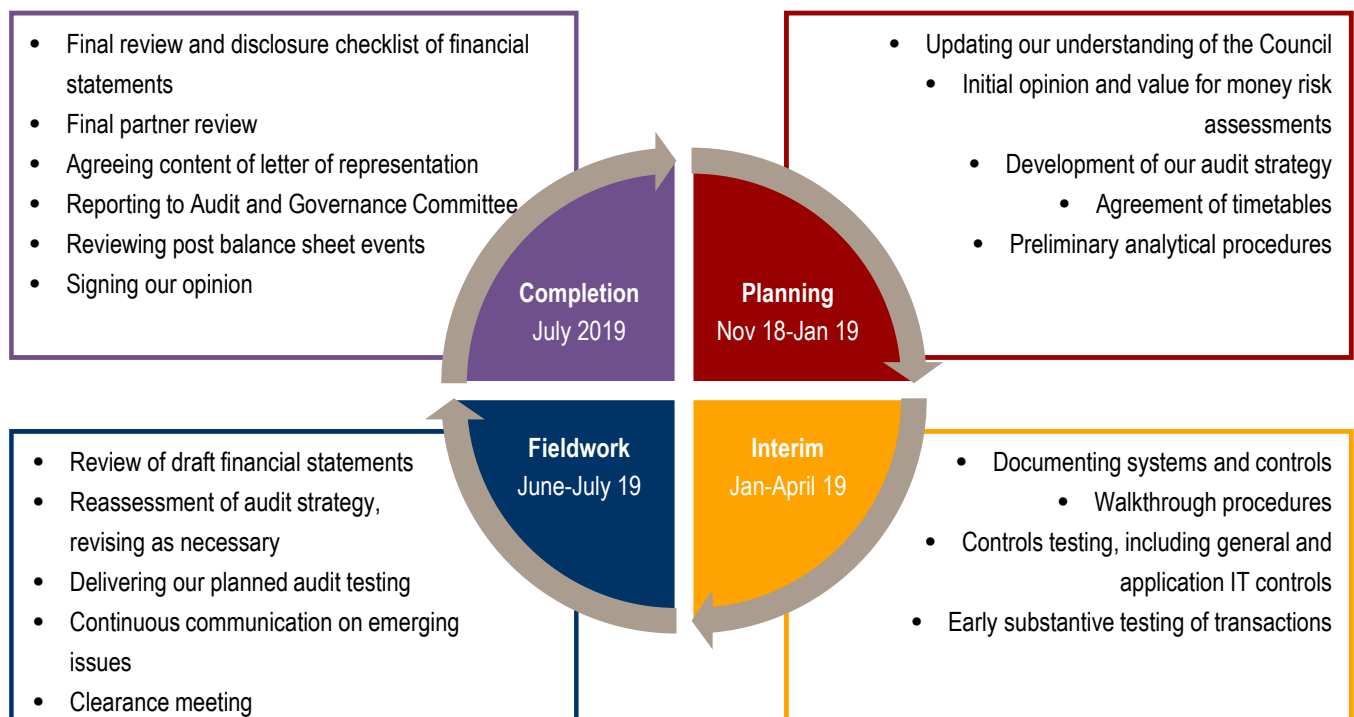 • Final review and disclosure checklist of financial
statements
• Final partner review
• Agreeing content of letter of representation
• Reporting to Audit and Governance Committee
• Reviewing post balance sheet events
• Signing our opinion
• Updating our understanding of the Council
• Initial opinion and value for money risk
assessments
• Development of our audit strategy
• Agreement of timetables
• Preliminary analytical procedures
Completion
July 2019
Planning
Nov 18-Jan 19
Fieldwork
June-July 19
Interim
Jan-April 19
• Review of draft financial statements
• Reassessment of audit strategy,
revising as necessary
• Delivering our planned audit testing
• Continuous communication on emerging
issues
• Clearance meeting
• Documenting systems and controls
• Walkthrough procedures
• Controls testing, including general and
application IT controls
• Early substantive testing of transactions